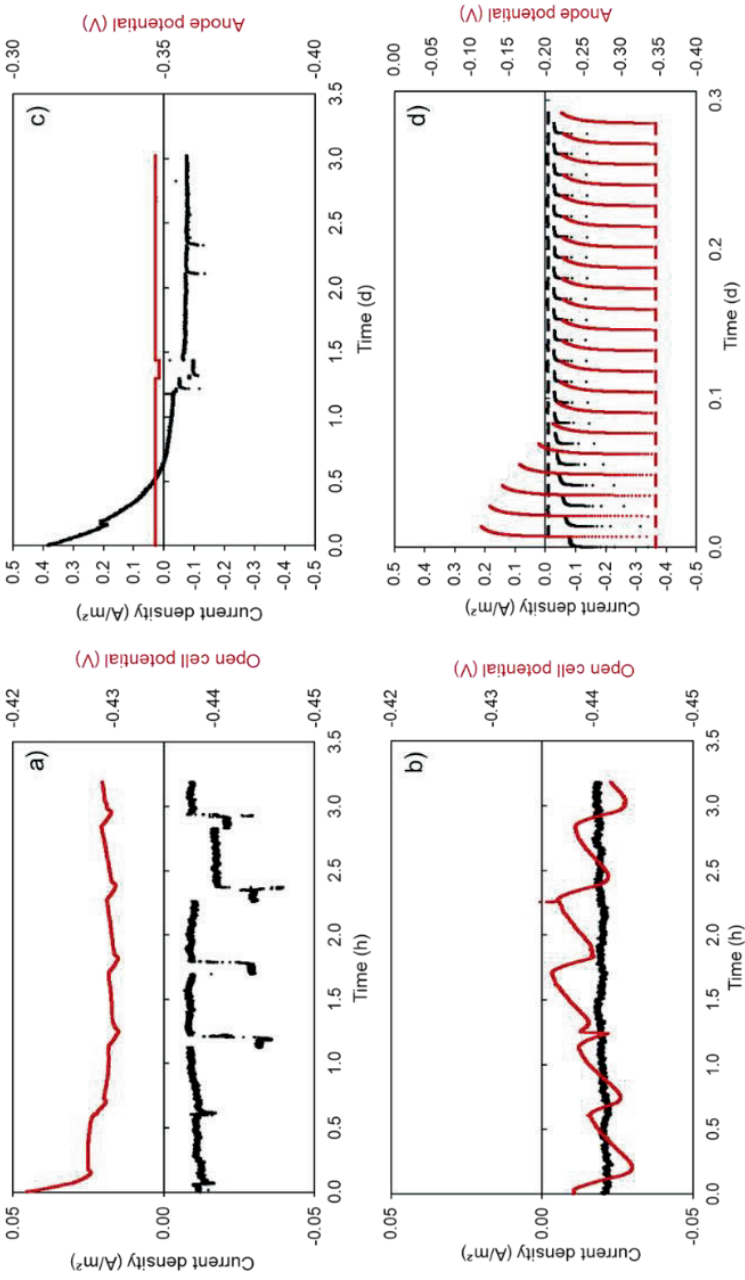 a)
Current density (A/m²)
0.05
0.00
-0.05
0.0 0.5 1.0 1.5 2.0 2.5 3.0 3.5
Time (h)
-0.42
-0.43
-0.44
-0.45
Open cell potential (V)
c)
Current density (A/m²)
0.5
0.4
0.3
0.2
0.1
0.0
-0.1
-0.2
-0.3
-0.4
-0.5
0.0 0.5 1.0 1.5 2.0 2.5 3.0 3.5
Time (d)
-0.30
-0.35
-0.40
Anode potential (V)
b)
Current density (A/m²)
0.05
0.00
-0.05
0.0 0.5 1.0 1.5 2.0 2.5 3.0 3.5
Time (h)
-0.42
-0.43
-0.44
-0.45
Open cell potential (V)
d)
Current density (A/m²)
0.5
0.4
0.3
0.2
0.1
0.0
-0.1
-0.2
-0.3
-0.4
-0.5
0.0 0.1 0.2 0.3
Time (d)
0.00
-0.05
-0.10
-0.15
-0.20
-0.25
-0.30
-0.35
-0.40
Anode potential (V)